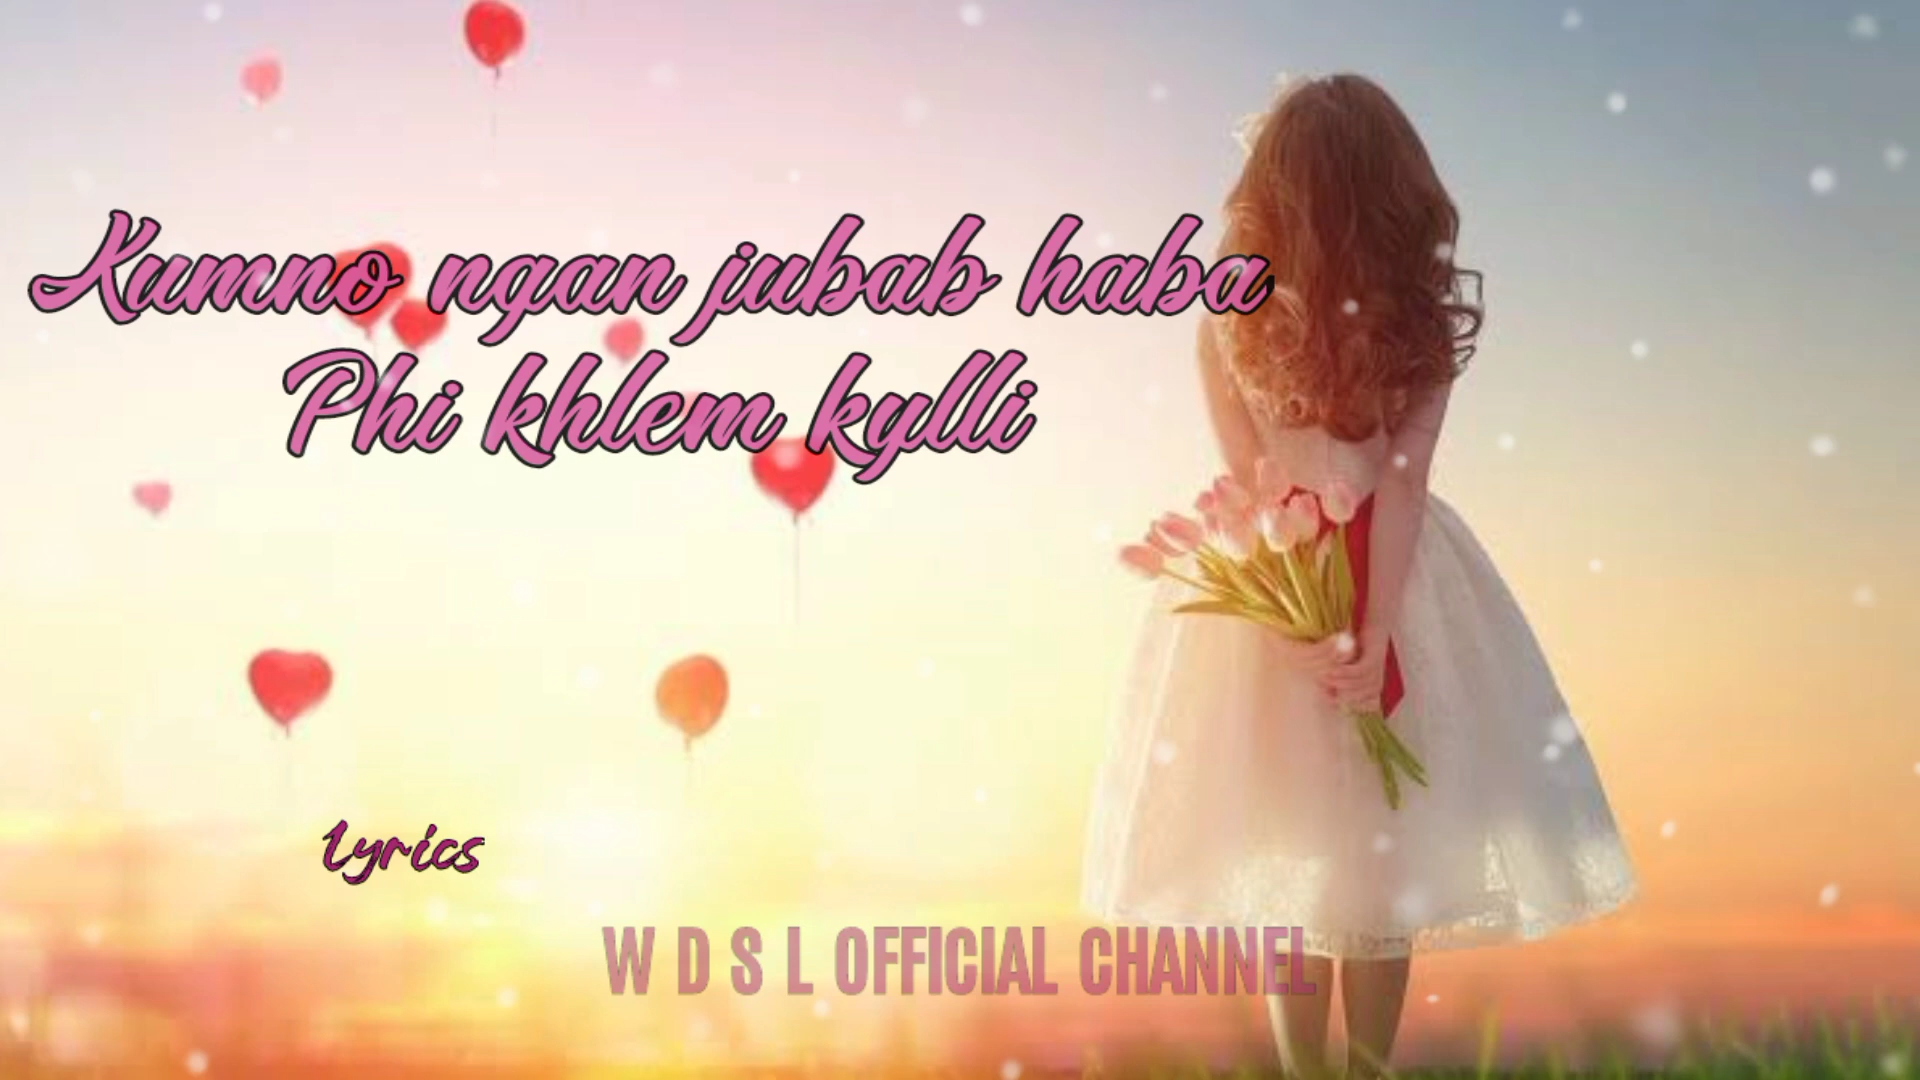 Kumno ngan jubab haba
Phi khlem kylli
Lyrics
W D S L OFFICIAL CHANNEL